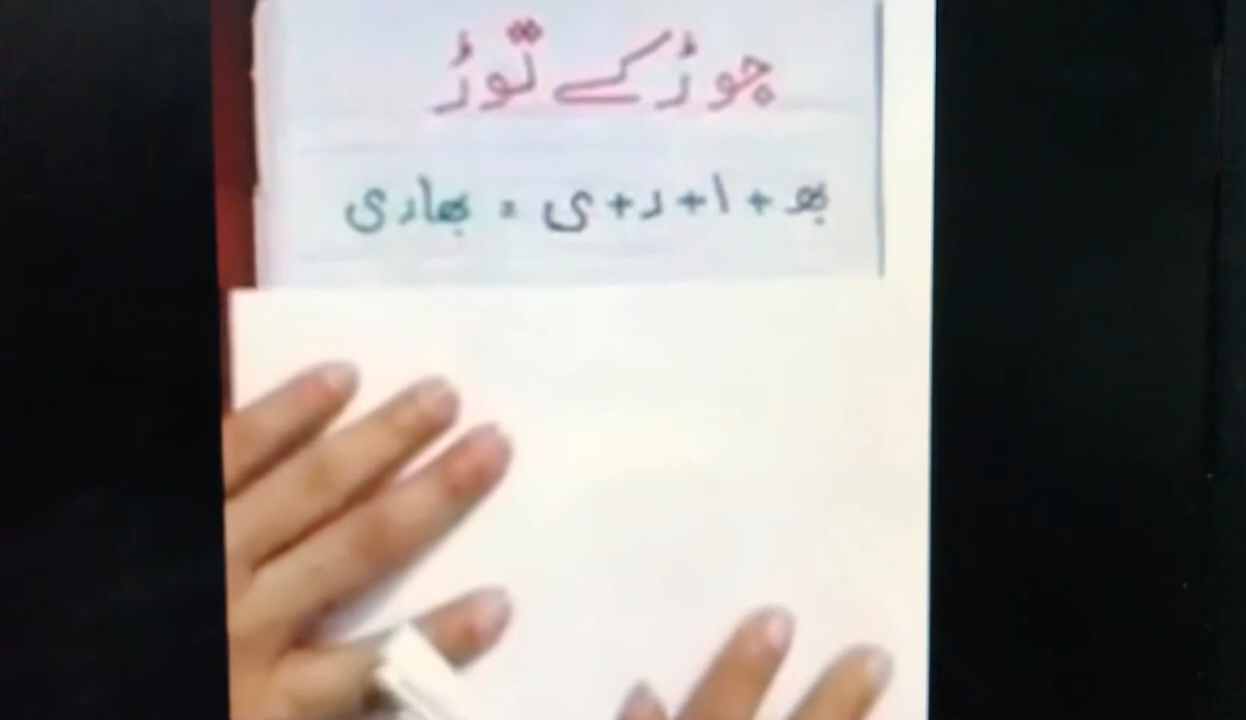 جوڑ کے توڑ
بھ + ا + ر + ی = بھاری